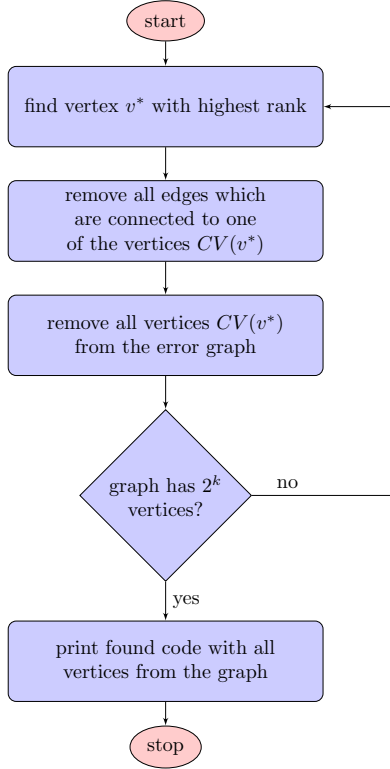 start
find vertex v* with highest rank
remove all edges which
are connected to one
of the vertices CV(v*)
remove all vertices CV(v*)
from the error graph
graph has 2^k
vertices?
no
yes
print found code with all
vertices from the graph
stop